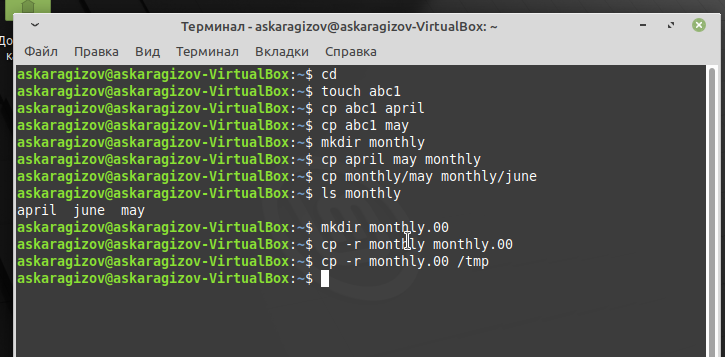 До
ка
Терминал - askaragizov@askaragizov-VirtualBox: ~
Файл Правка Вид Терминал Вкладки Справка
askaragizov@askaragizov-VirtualBox:~$ cd
askaragizov@askaragizov-VirtualBox:~$ touch abc1
askaragizov@askaragizov-VirtualBox:~$ cp abc1 april
askaragizov@askaragizov-VirtualBox:~$ cp abc1 may
askaragizov@askaragizov-VirtualBox:~$ mkdir monthly
askaragizov@askaragizov-VirtualBox:~$ cp april may monthly
askaragizov@askaragizov-VirtualBox:~$ cp monthly/may monthly/june
askaragizov@askaragizov-VirtualBox:~$ ls monthly
april june may
askaragizov@askaragizov-VirtualBox:~$ mkdir monthly.00
askaragizov@askaragizov-VirtualBox:~$ cp -r monthly monthly.00
askaragizov@askaragizov-VirtualBox:~$ cp -r monthly.00 /tmp
askaragizov@askaragizov-VirtualBox:~$